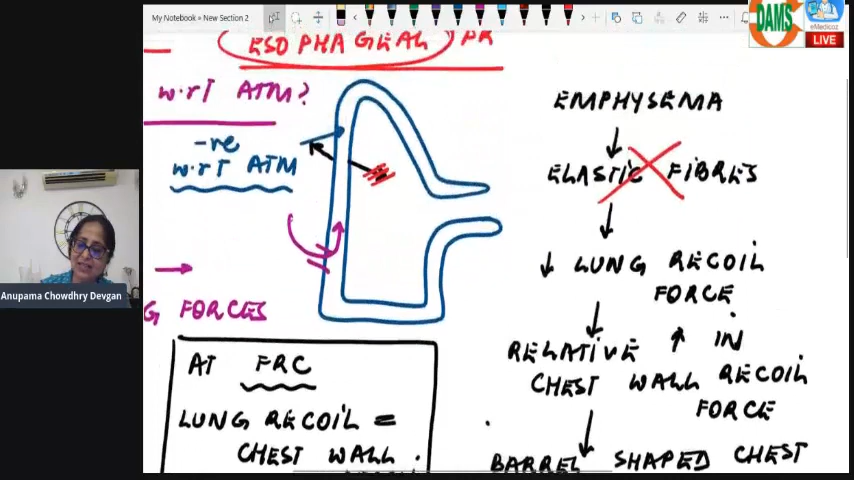 My Notebook » New Section 2
DAMS
eMedicoz
LIVE
ESOPHAGEAL PR
w.r.T ATM?
-ve
w.r.T ATM
FORCES
AT FRC
LUNG RECOIL =
CHEST WALL
EMPHYSEMA
ELASTIC FIBRES
↓ LUNG RECOIL
FORCE
RELATIVE ↑ IN
CHEST WALL RECOIL
FORCE
BARREL SHAPED CHEST
Anupama Chowdhry Devgan